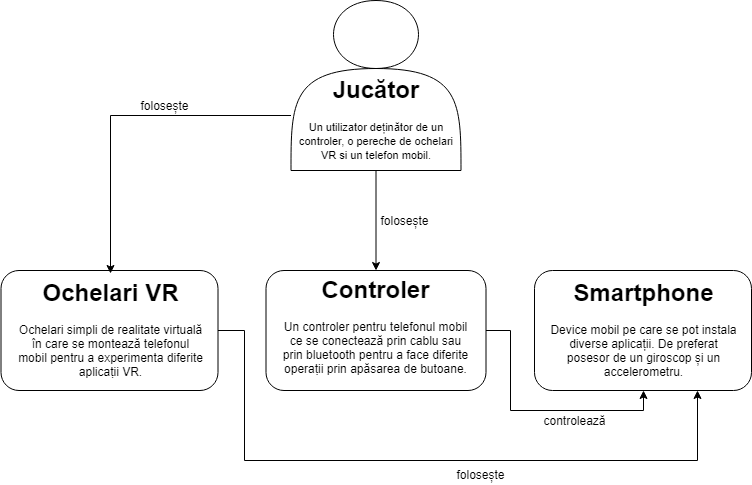 Jucător
Un utilizator deținător de un
controler, o pereche de ochelari
VR si un telefon mobil.
folosește
folosește
Ochelari VR
Ochelari simpli de realitate virtuală
în care se montează telefonul
mobil pentru a experimenta diferite
aplicații VR.
Controler
Un controler pentru telefonul mobil
ce se conectează prin cablu sau
prin bluetooth pentru a face diferite
operații prin apăsarea de butoane.
Smartphone
Device mobil pe care se pot instala
diverse aplicații. De preferat
posesor de un giroscop și un
accelerometru.
controlează
folosește